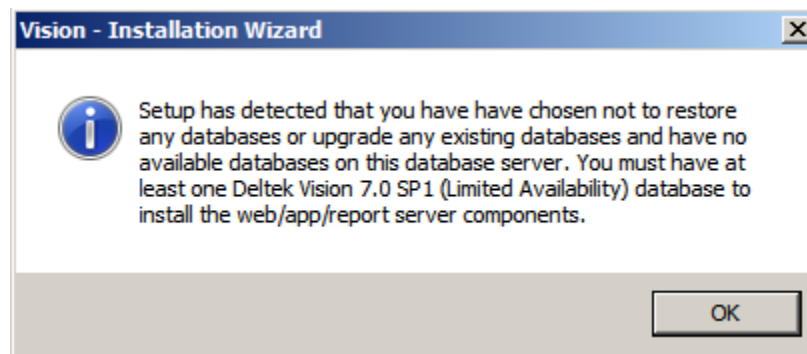 Vision - Installation Wizard
Setup has detected that you have have chosen not to restore
any databases or upgrade any existing databases and have no
available databases on this database server. You must have at
least one Deltek Vision 7.0 SP1 (Limited Availability) database to
install the web/app/report server components.
OK